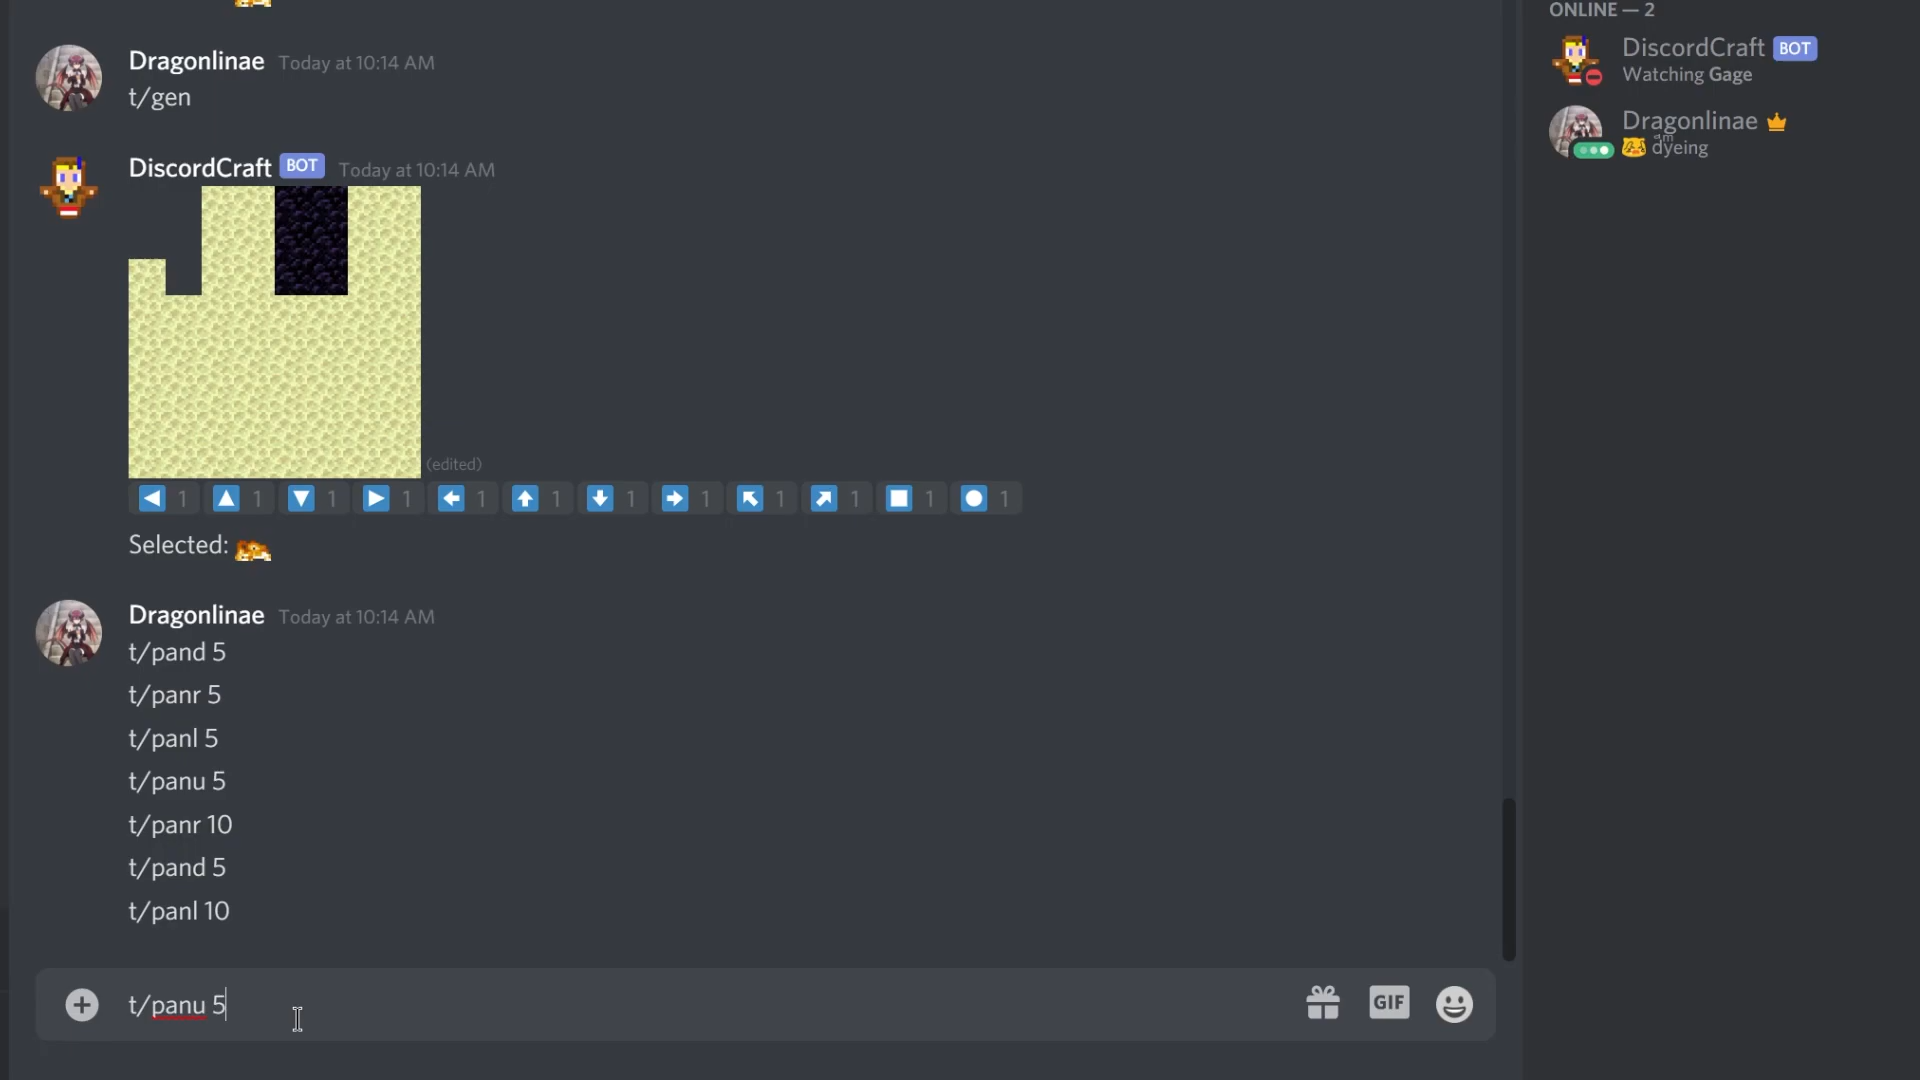 ONLINE — 2
Dragonlinae Today at 10:14 AM
t/gen
DiscordCraft BOT
Watching Gage
Dragonlinae
dyeing
DiscordCraft BOT Today at 10:14 AM
(edited)
1 1 1 1 1 1 1 1 1 1 1 1
Selected:
Dragonlinae Today at 10:14 AM
t/pand 5
t/panr 5
t/panl 5
t/panu 5
t/panr 10
t/pand 5
t/panl 10
t/panu 5
GIF